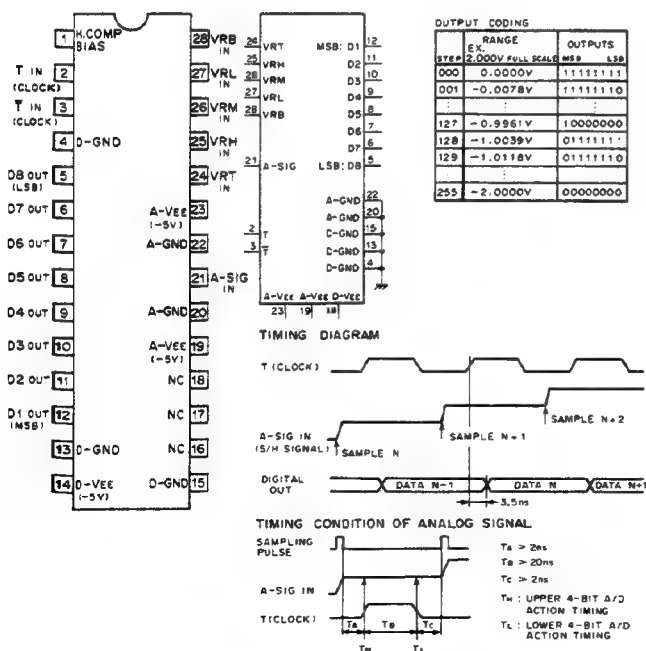 1 H.COMP BIAS
T IN 2
(CLOCK)
T̅ IN 3
(CLOCK)
4 D-GND
D8 OUT 5
(LSB)
D7 OUT 6
D6 OUT 7
D5 OUT 8
D4 OUT 9
D3 OUT 10
D2 OUT 11
D1 OUT 12
(MSB)
13 D-GND
14 D-VEE
(-5V)
28 VRB
IN
27 VRL
IN
26 VRM
IN
25 VRH
IN
24 VRT
IN
A-VEE 23
(-5V)
A-GND 22
21 A-SIG
IN
A-GND 20
A-VEE 19
(-5V)
NC 18
NC 17
NC 16
D-GND 15
24 VRT
25 VRH
26 VRM
27 VRL
28 VRB
21 A-SIG
2 T
3 T̅
MSB: D1 12
D2 11
D3 10
D4 9
D5 8
D6 7
D7 6
LSB: D8 5
A-GND 22
A-GND 20
D-GND 15
D-GND 13
D-GND 4
A-VEE A-VEE D-VEE
23 19
OUTPUT CODING
STEP RANGE EX. 2.000V FULL SCALE OUTPUTS MSB LSB
000 0.0000V 11111111
001 -0.0078V 11111110
127 -0.9961V 10000000
128 -1.0039V 01111111
129 -1.0118V 01111110
255 -2.0000V 00000000
TIMING DIAGRAM
T (CLOCK)
A-SIG IN
(S/H SIGNAL)
SAMPLE N
SAMPLE N+1
SAMPLE N+2
DIGITAL
OUT
DATA N-1
DATA N
DATA N+1
3.5ns
TIMING CONDITION OF ANALOG SIGNAL
SAMPLING
PULSE
A-SIG IN
T(CLOCK)
TA
TB
TC
TH
TL
TA > 2ns
TB > 20ns
TC > 2ns
TH : UPPER 4-BIT A/D
ACTION TIMING
TL : LOWER 4-BIT A/D
ACTION TIMING